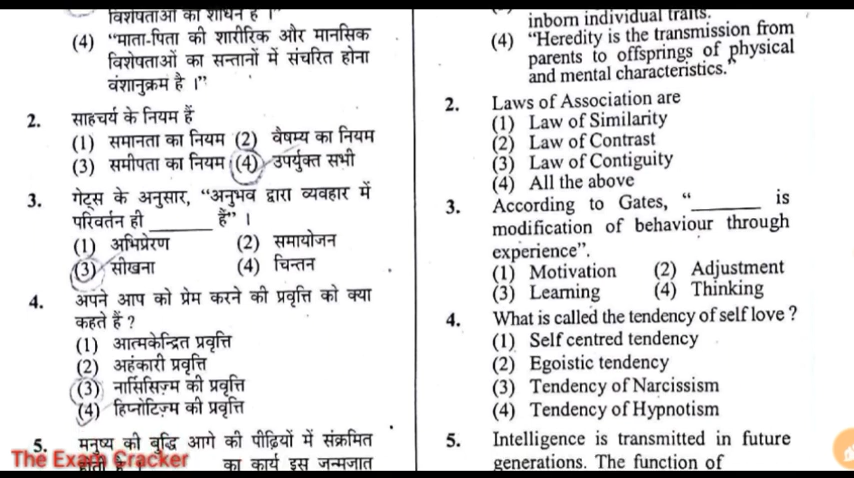 विशेषताओं का शोधन है ।"
(4) "माता-पिता की शारीरिक और मानसिक
विशेषताओं का सन्तानों में संचरित होना
वंशानुक्रम है ।"
2. साहचर्य के नियम हैं
(1) समानता का नियम (2) वैषम्य का नियम
(3) समीपता का नियम (4) उपर्युक्त सभी
3. गेट्स के अनुसार, "अनुभव द्वारा व्यवहार में
परिवर्तन ही ________ हैं" ।
(1) अभिप्रेरण (2) समायोजन
(3) सीखना (4) चिन्तन
4. अपने आप को प्रेम करने की प्रवृत्ति को क्या
कहते हैं ?
(1) आत्मकेन्द्रित प्रवृत्ति
(2) अहंकारी प्रवृत्ति
(3) नार्सिसिज़्म की प्रवृत्ति
(4) हिप्नोटिज़्म की प्रवृत्ति
5. मनुष्य की बुद्धि आगे की पीढ़ियों में संक्रमित
होती है । का कार्य इस जन्मजात
The Exam Cracker
inborn individual traits.
(4) "Heredity is the transmission from
parents to offsprings of physical
and mental characteristics."
2. Laws of Association are
(1) Law of Similarity
(2) Law of Contrast
(3) Law of Contiguity
(4) All the above
3. According to Gates, "________ is
modification of behaviour through
experience".
(1) Motivation (2) Adjustment
(3) Learning (4) Thinking
4. What is called the tendency of self love ?
(1) Self centred tendency
(2) Egoistic tendency
(3) Tendency of Narcissism
(4) Tendency of Hypnotism
5. Intelligence is transmitted in future
generations. The function of